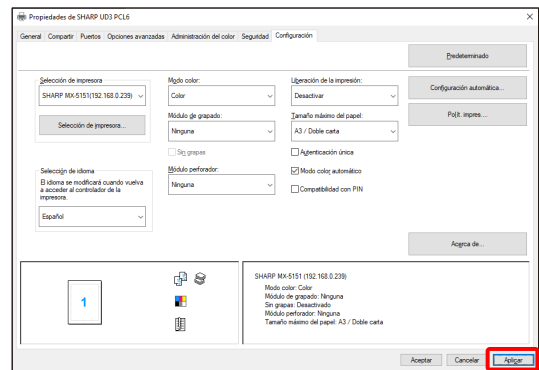 Propiedades de SHARP UD3 PCL6
General Compartir Puertos Opciones avanzadas Administración del color Seguridad Configuración
Predeterminado
Selección de impresora
SHARP MX-5151(192.168.0.239)
Selección de impresora...
Modo color:
Color
Liberación de la impresión:
Desactivar
Configuración automática...
Módulo de grapado:
Ninguna
Tamaño máximo del papel:
A3 / Doble carta
Polít. impres....
Sin grapas
Autenticación única
Selección de idioma
El idioma se modificará cuando vuelva
a acceder al controlador de la
impresora.
Español
Módulo perforador:
Ninguna
Modo color automático
Compatibilidad con PIN
Acerca de...
1
SHARP MX-5151 (192.168.0.239)
Modo color: Color
Módulo de grapado: Ninguna
Sin grapas: Desactivado
Módulo perforador: Ninguna
Tamaño máximo del papel: A3 / Doble carta
Aceptar Cancelar Aplicar